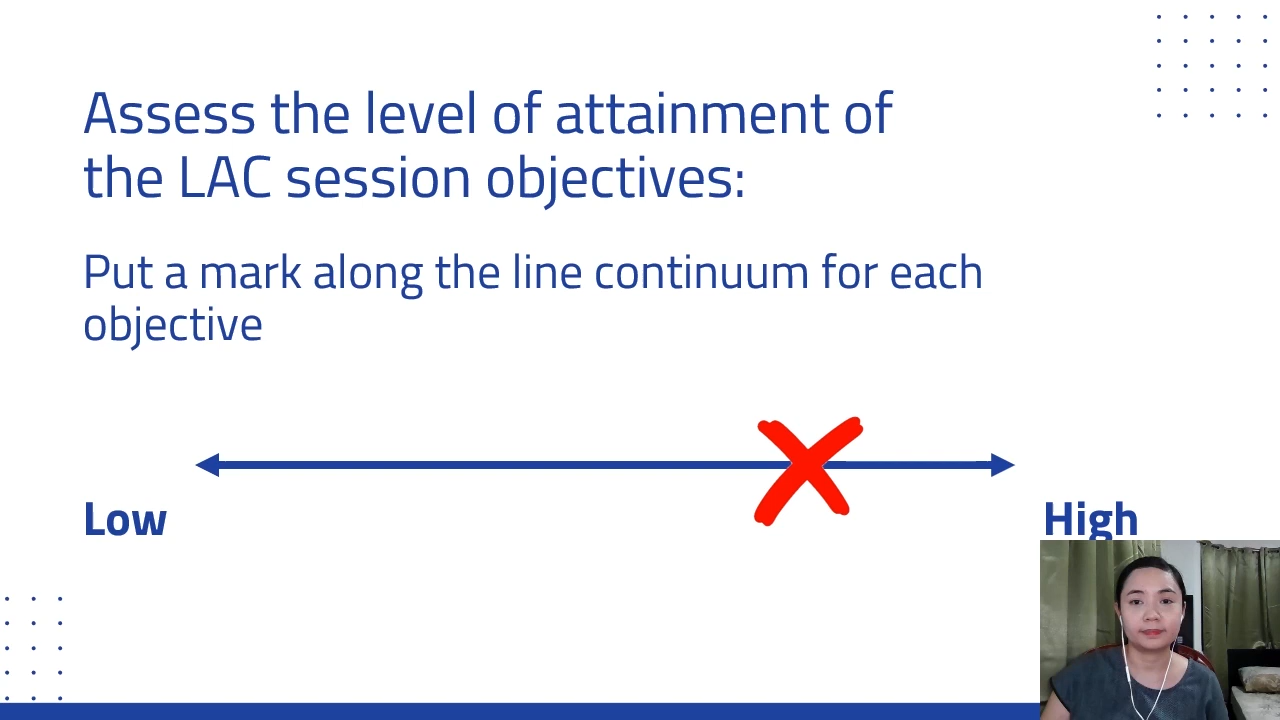 Assess the level of attainment of
the LAC session objectives:
Put a mark along the line continuum for each
objective
Low
High